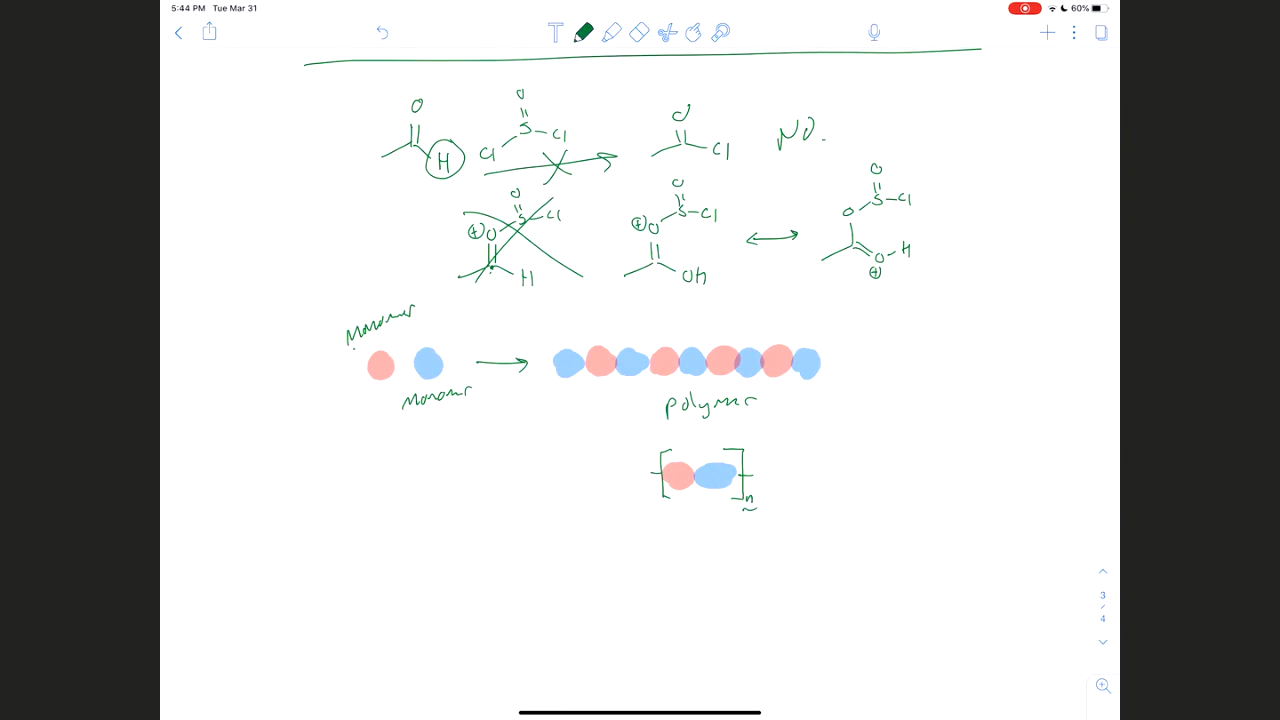 5:44 PM Tue Mar 31
60%
T
O
H
O
S
Cl
Cl
O
Cl
NO.
O
S
Cl
+
O
H
O
S
Cl
+
O
OH
O
S
Cl
O
O
H
+
Monomer
Monomer
polymer
n
3
/
4